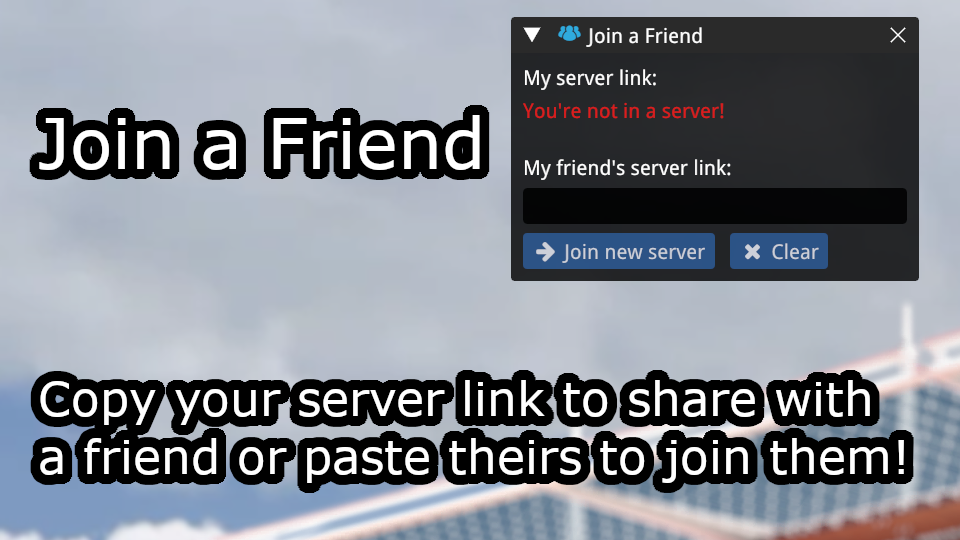 Join a Friend
Join a Friend
My server link:
You're not in a server!
My friend's server link:
Join new server
Clear
Copy your server link to share with
a friend or paste theirs to join them!